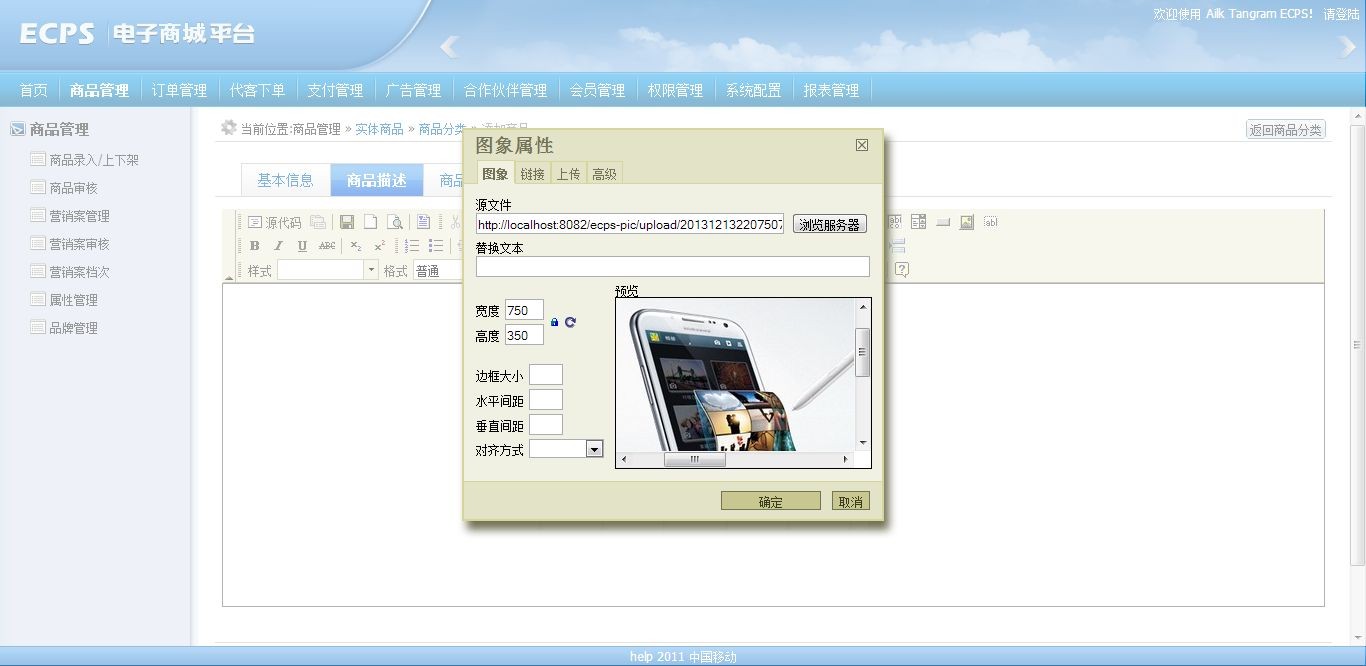 欢迎使用 Ailk Tangram ECPS! 请登陆
ECPS 电子商城平台
首页 商品管理 订单管理 代客下单 支付管理 广告管理 合作伙伴管理 会员管理 权限管理 系统配置 报表管理
商品管理
商品录入/上下架
商品审核
营销案管理
营销案审核
营销案档次
属性管理
品牌管理
当前位置:商品管理 » 实体商品 » 商品分类 » 添加商品
返回商品分类
基本信息 商品描述 商品
源代码
B I U ABC x₂ x²
样式 格式 普通
图象属性
图象 链接 上传 高级
源文件
http://localhost:8082/ecps-pic/upload/201312132207507
浏览服务器
替换文本
宽度 750
高度 350
边框大小
水平间距
垂直间距
对齐方式
预览
确定 取消
help 2011 中国移动